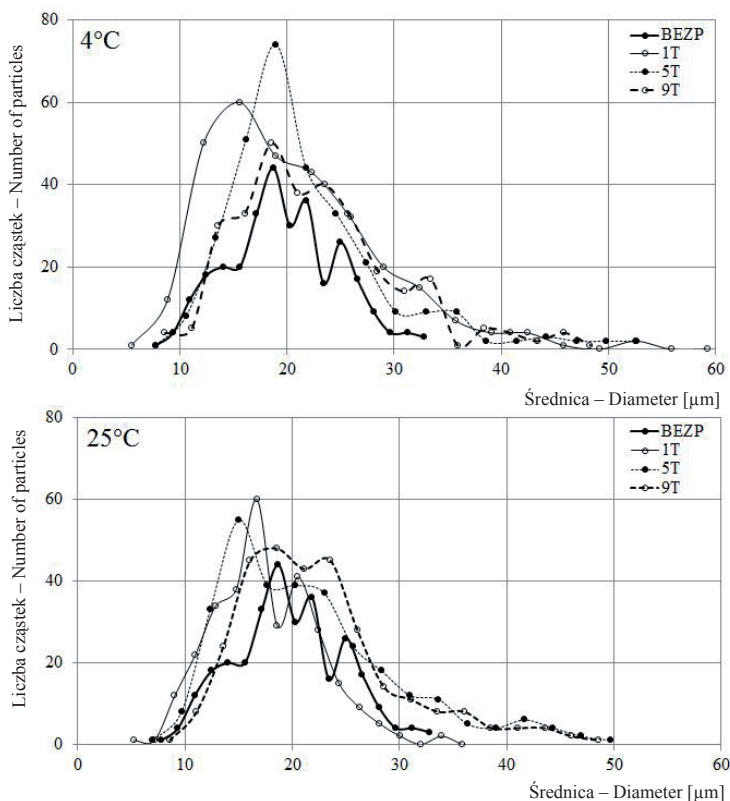 Liczba cząstek – Number of particles
80
60
40
20
0
4°C
BEZP
1T
5T
9T
0 10 20 30 40 50 60
Średnica – Diameter [µm]
Liczba cząstek – Number of particles
80
60
40
20
0
25°C
BEZP
1T
5T
9T
0 10 20 30 40 50 60
Średnica – Diameter [µm]